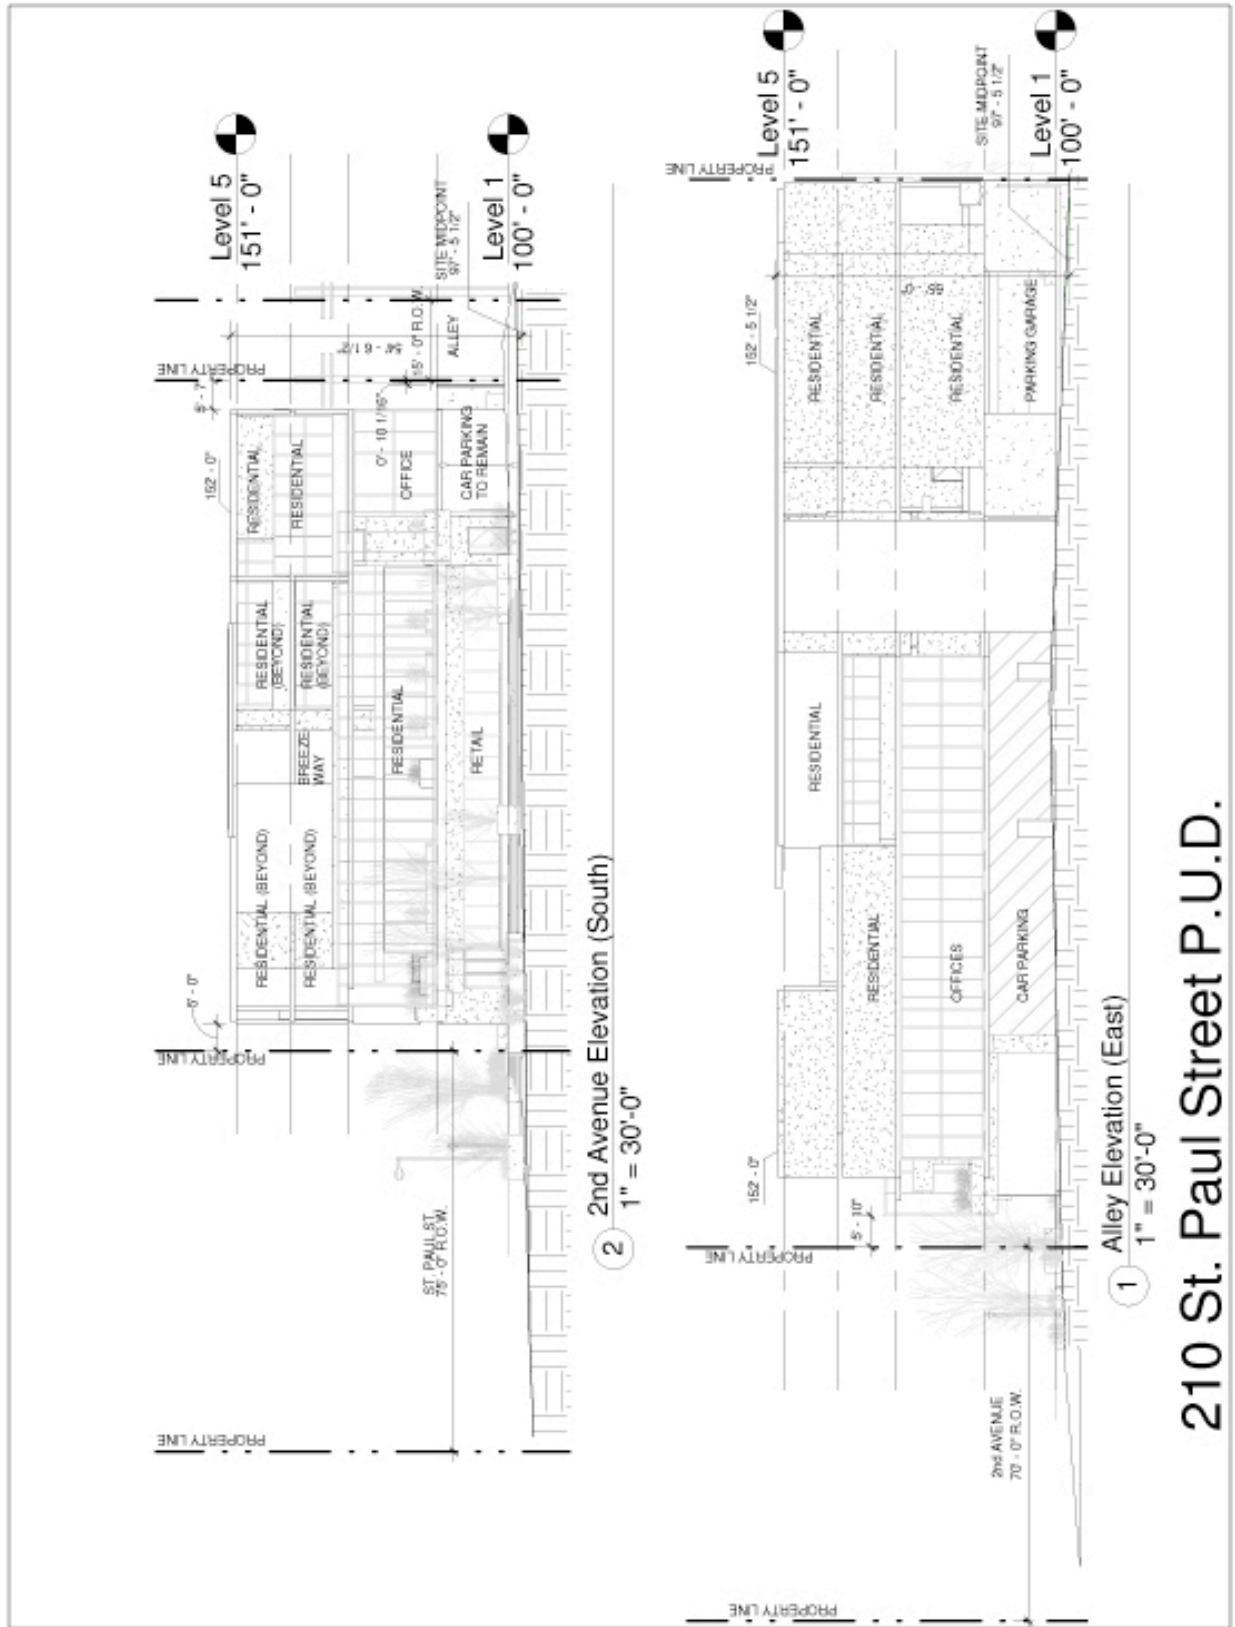 Level 5
151' - 0"
Level 1
100' - 0"
SITE MIDPOINT
97' - 5 1/2"
PROPERTY LINE
PROPERTY LINE
PROPERTY LINE
ST. PAUL ST.
75' - 0" R.O.W.
152' - 0"
15' - 0" R.O.W.
ALLEY
0' - 10 1/16"
RESIDENTIAL (BEYOND)
RESIDENTIAL (BEYOND)
BREEZE
WAY
RESIDENTIAL
(BEYOND)
RESIDENTIAL
(BEYOND)
RESIDENTIAL
RESIDENTIAL
RESIDENTIAL
OFFICE
RETAIL
CAR PARKING
TO REMAIN
2
2nd Avenue Elevation (South)
1" = 30'-0"
Level 5
151' - 0"
Level 1
100' - 0"
SITE MIDPOINT
97' - 5 1/2"
PROPERTY LINE
PROPERTY LINE
PROPERTY LINE
2nd AVENUE
70' - 0" R.O.W.
5' - 10"
152' - 0"
152' - 5 1/2"
RESIDENTIAL
RESIDENTIAL
RESIDENTIAL
RESIDENTIAL
RESIDENTIAL
OFFICES
CAR PARKING
PARKING GARAGE
1
Alley Elevation (East)
1" = 30'-0"
210 St. Paul Street P.U.D.